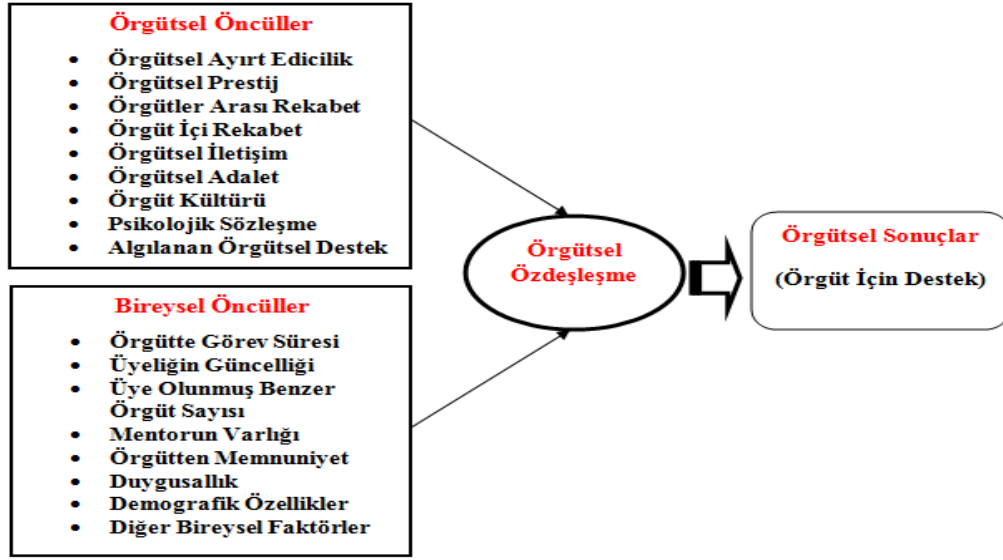 Örgütsel Öncüller
• Örgütsel Ayırt Edicilik
• Örgütsel Prestij
• Örgütler Arası Rekabet
• Örgüt İçi Rekabet
• Örgütsel İletişim
• Örgütsel Adalet
• Örgüt Kültürü
• Psikolojik Sözleşme
• Algılanan Örgütsel Destek
Bireysel Öncüller
• Örgütte Görev Süresi
• Üyeliğin Güncelliği
• Üye Olunmuş Benzer
Örgüt Sayısı
• Mentorun Varlığı
• Örgütten Memnuniyet
• Duygusallık
• Demografik Özellikler
• Diğer Bireysel Faktörler
Örgütsel
Özdeşleşme
Örgütsel Sonuçlar
(Örgüt İçin Destek)